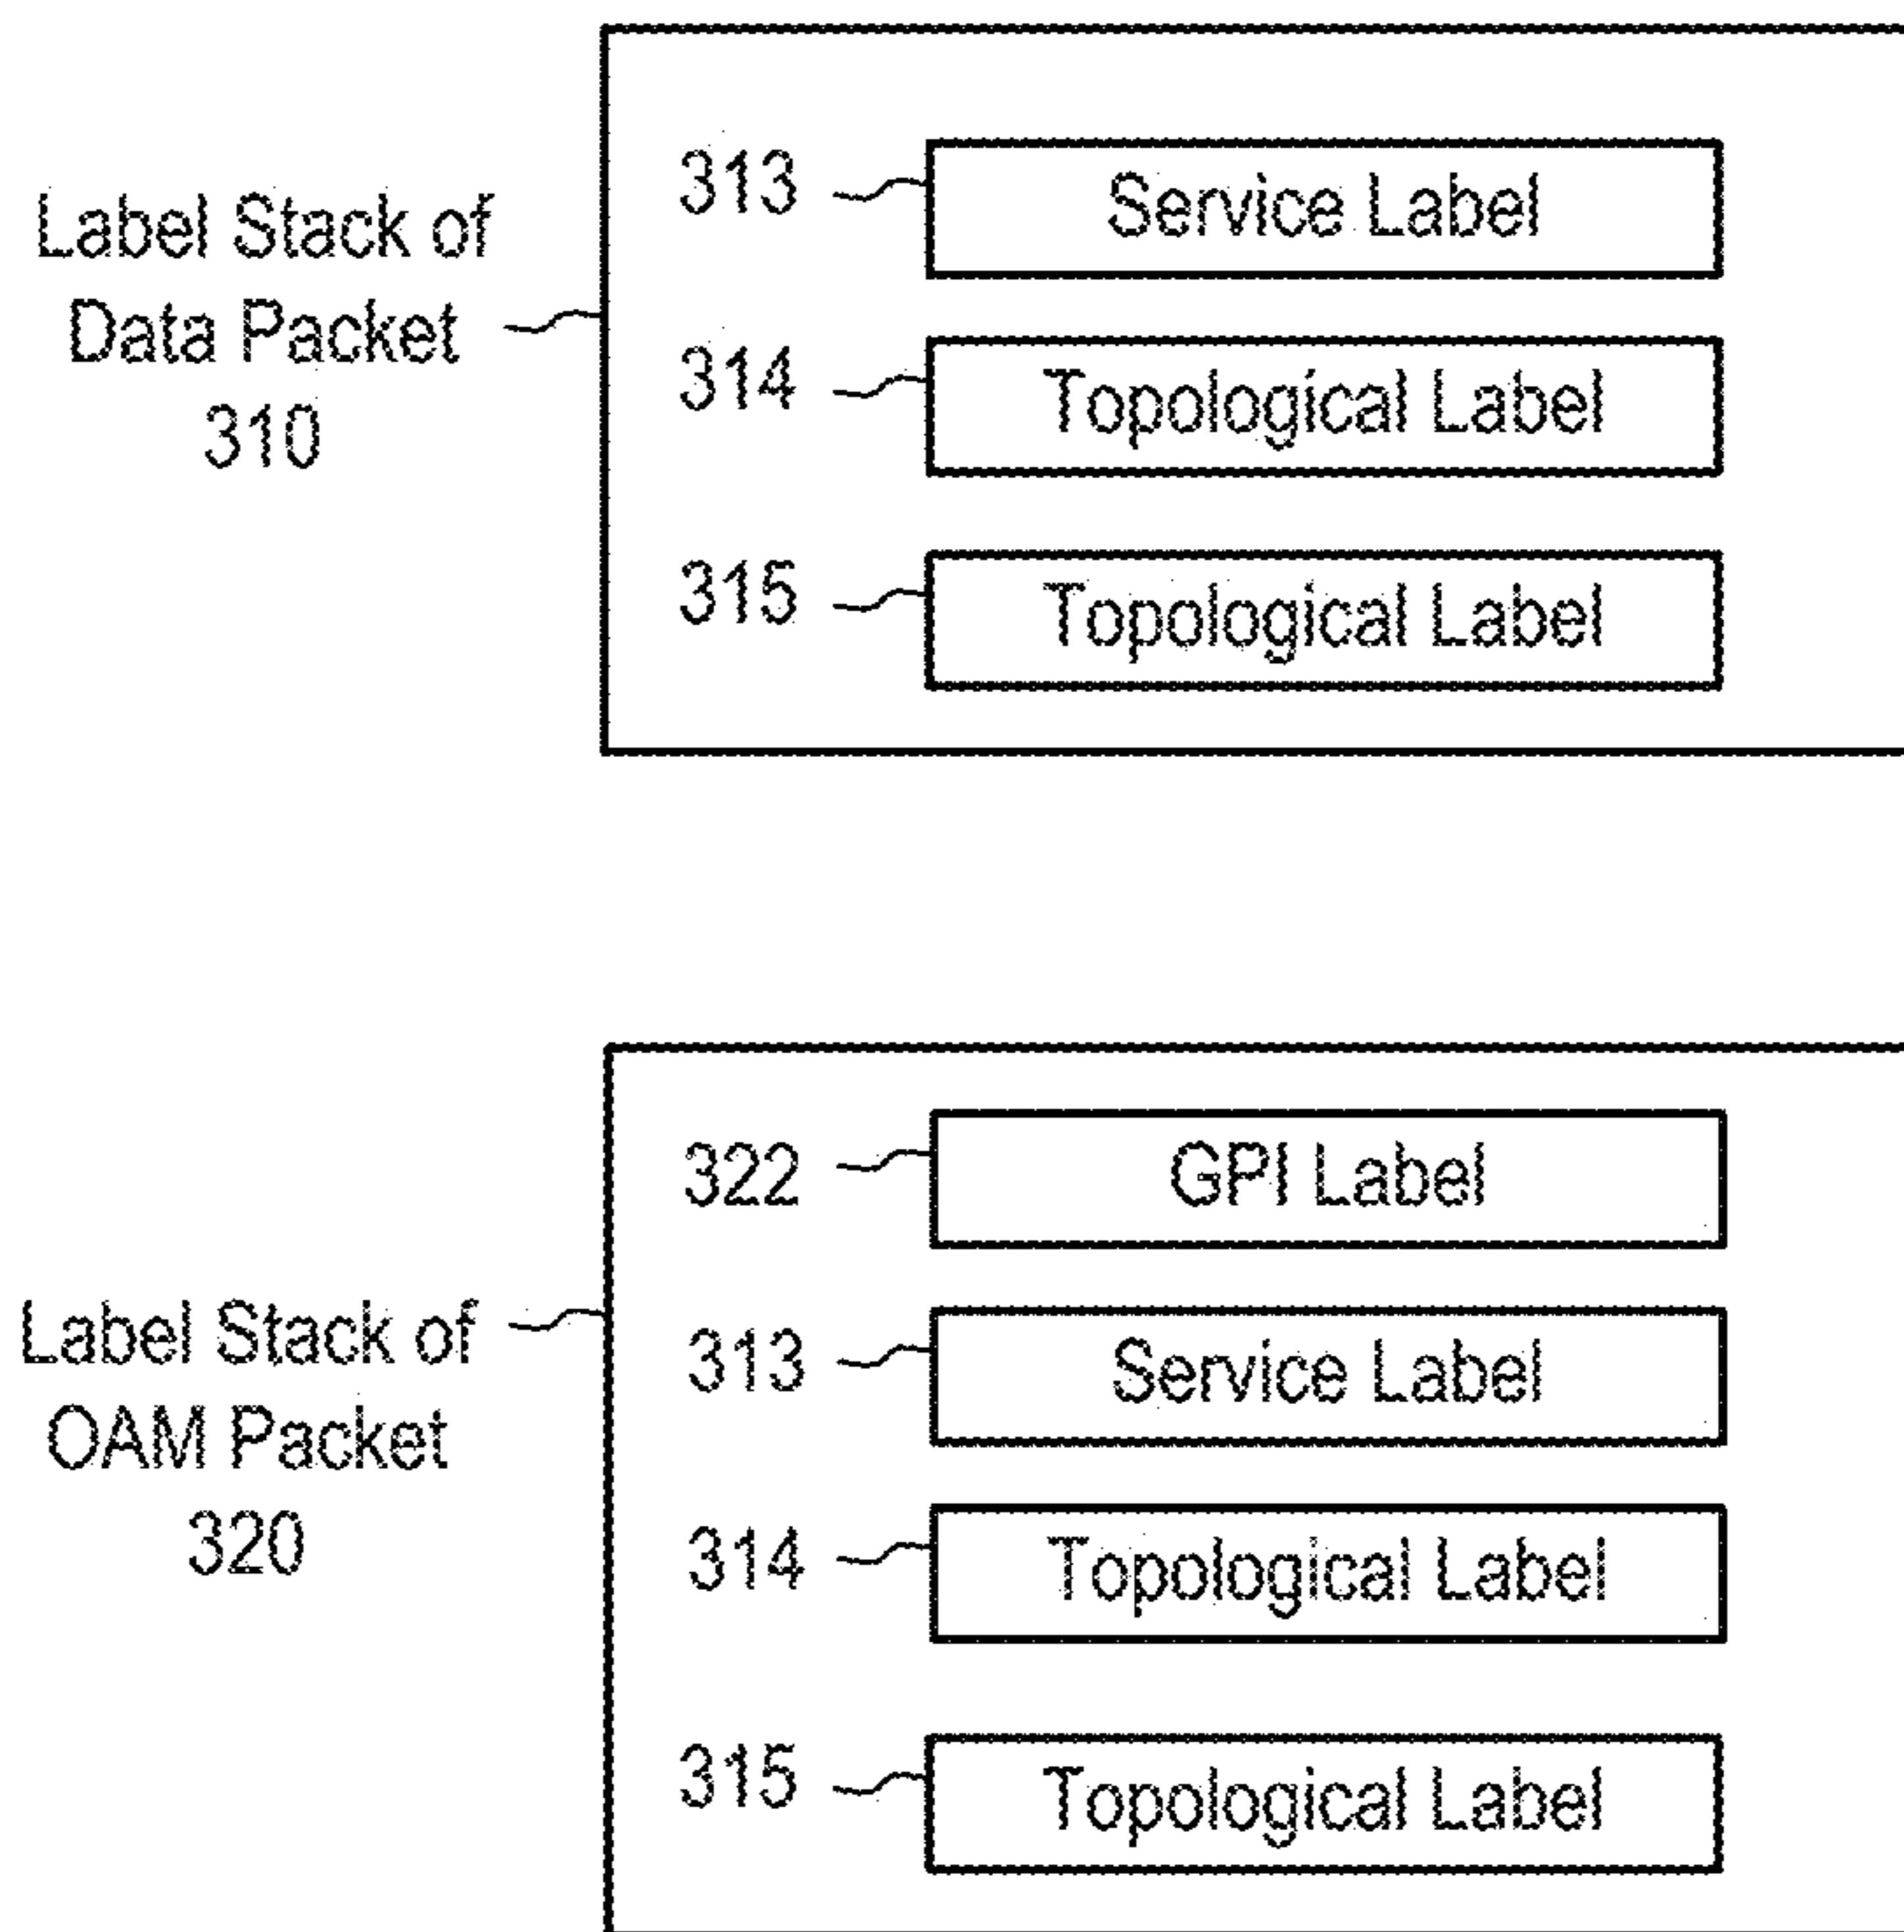 Label Stack of
Data Packet
310
313 Service Label
314 Topological Label
315 Topological Label
Label Stack of
OAM Packet
320
322 GPI Label
313 Service Label
314 Topological Label
315 Topological Label